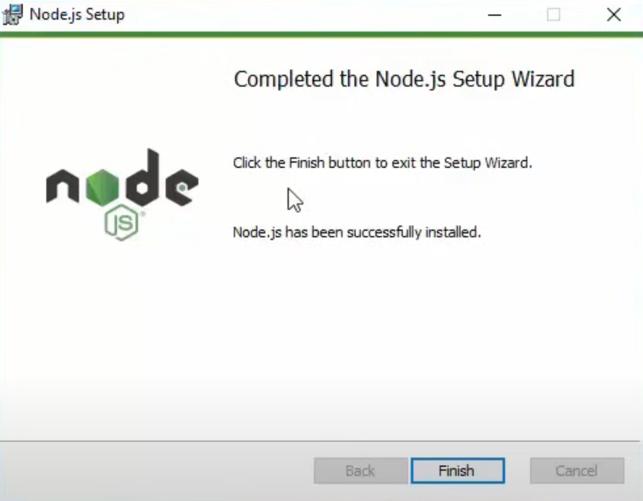 Node.js Setup
Completed the Node.js Setup Wizard
Click the Finish button to exit the Setup Wizard.
node
JS
Node.js has been successfully installed.
Back
Finish
Cancel